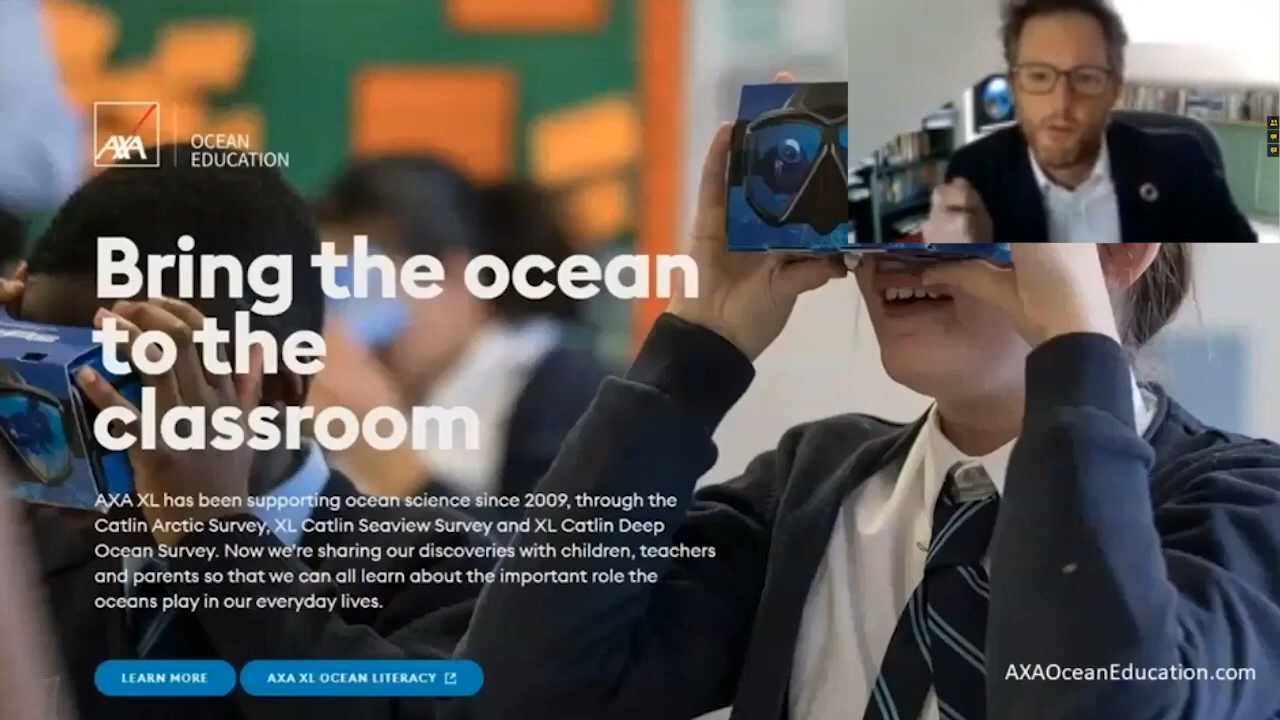 AXA
OCEAN
EDUCATION
Bring the ocean
to the
classroom
AXA XL has been supporting ocean science since 2009, through the
Catlin Arctic Survey, XL Catlin Seaview Survey and XL Catlin Deep
Ocean Survey. Now we're sharing our discoveries with children, teachers
and parents so that we can all learn about the important role the
oceans play in our everyday lives.
LEARN MORE
AXA XL OCEAN LITERACY
AXAOceanEducation.com